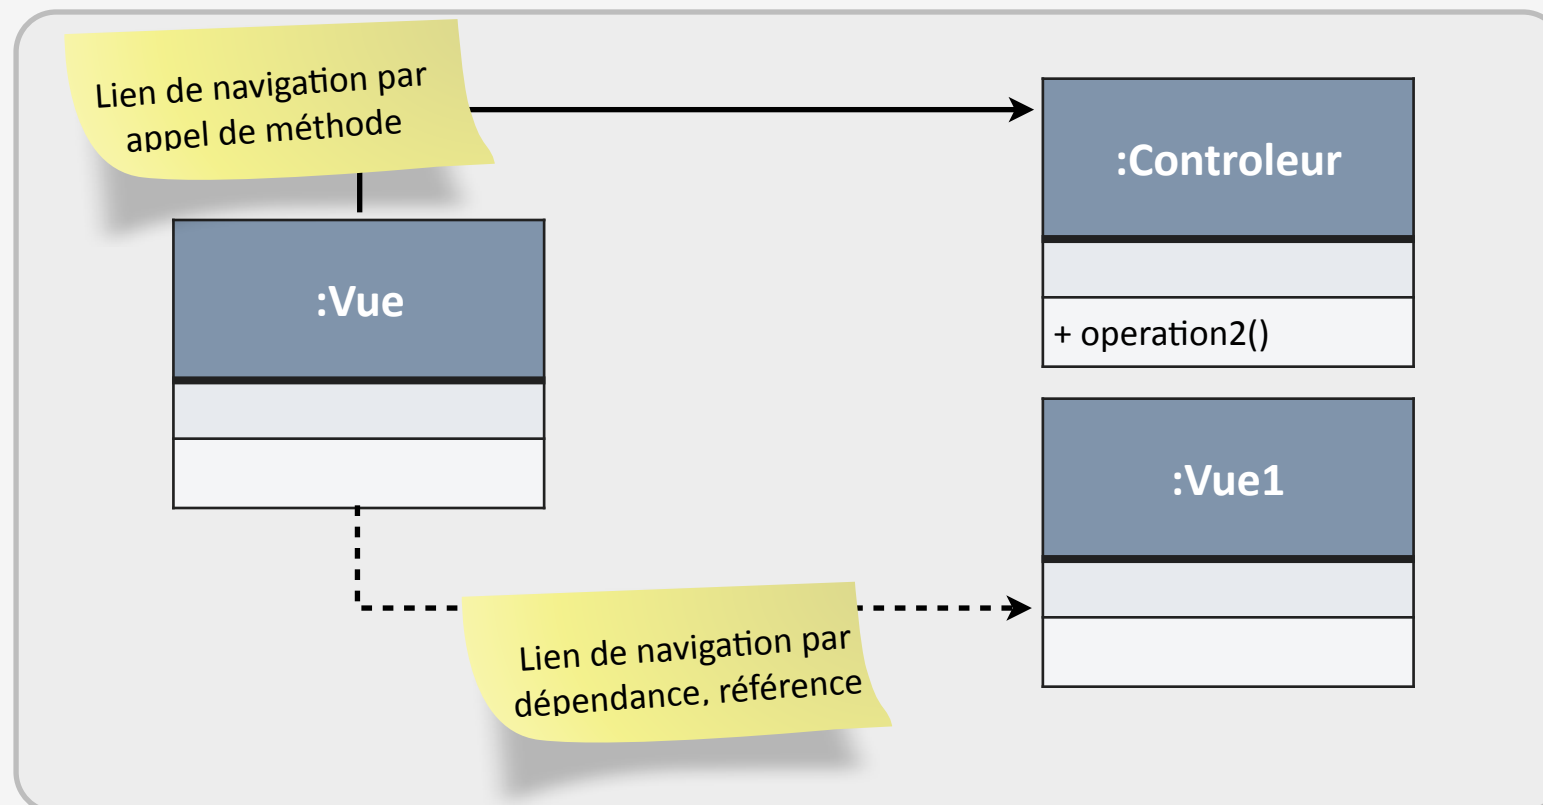 Lien de navigation par
appel de méthode
:Controleur
+ operation2()
:Vue
:Vue1
Lien de navigation par
dépendance, référence